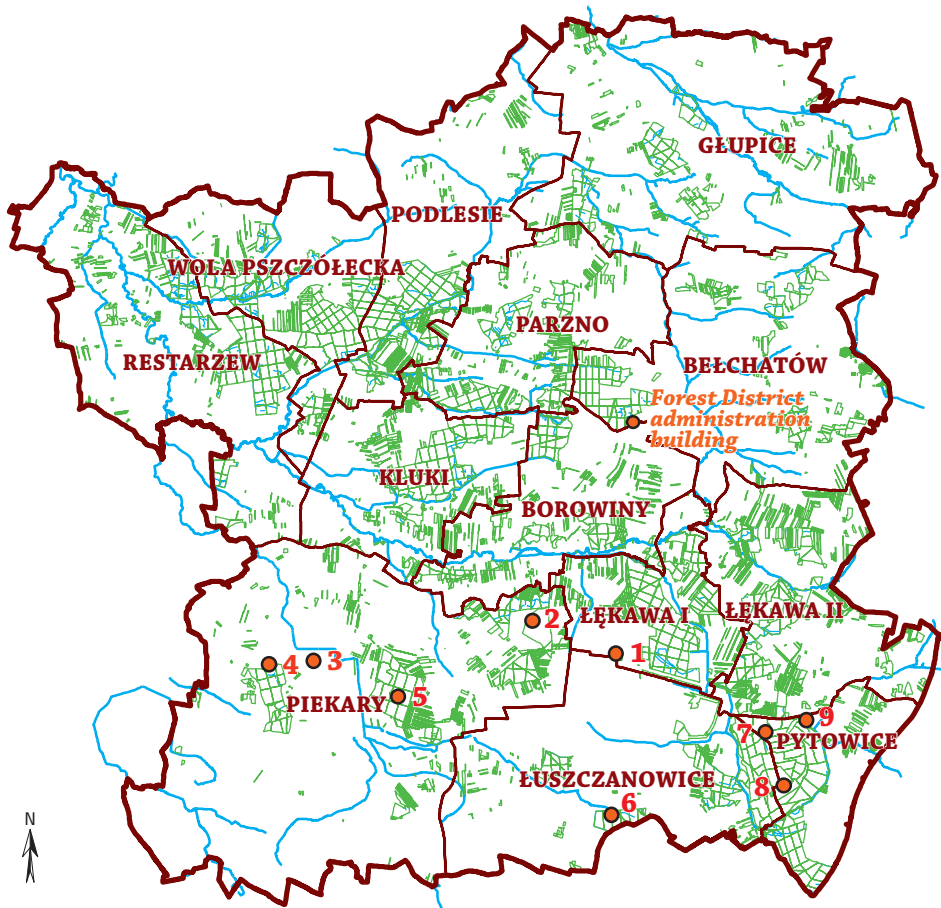 GŁUPICE
PODLESIE
WOLA PSZCZOŁECKA
PARZNO
RESTARZEW
BEŁCHATÓW
Forest District
administration
building
KLUKI
BOROWINY
ŁĘKAWA I
ŁĘKAWA II
2
1
4
3
5
PIEKARY
9
7
PYTOWICE
ŁUSZCZANOWICE
8
6
N